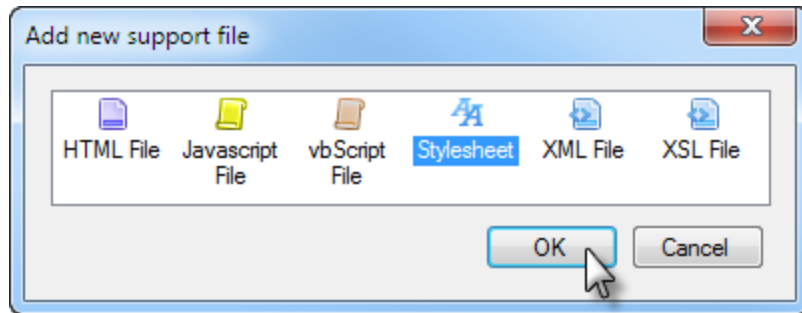 Add new support file
HTML File Javascript File vbScript File Stylesheet XML File XSL File
OK Cancel